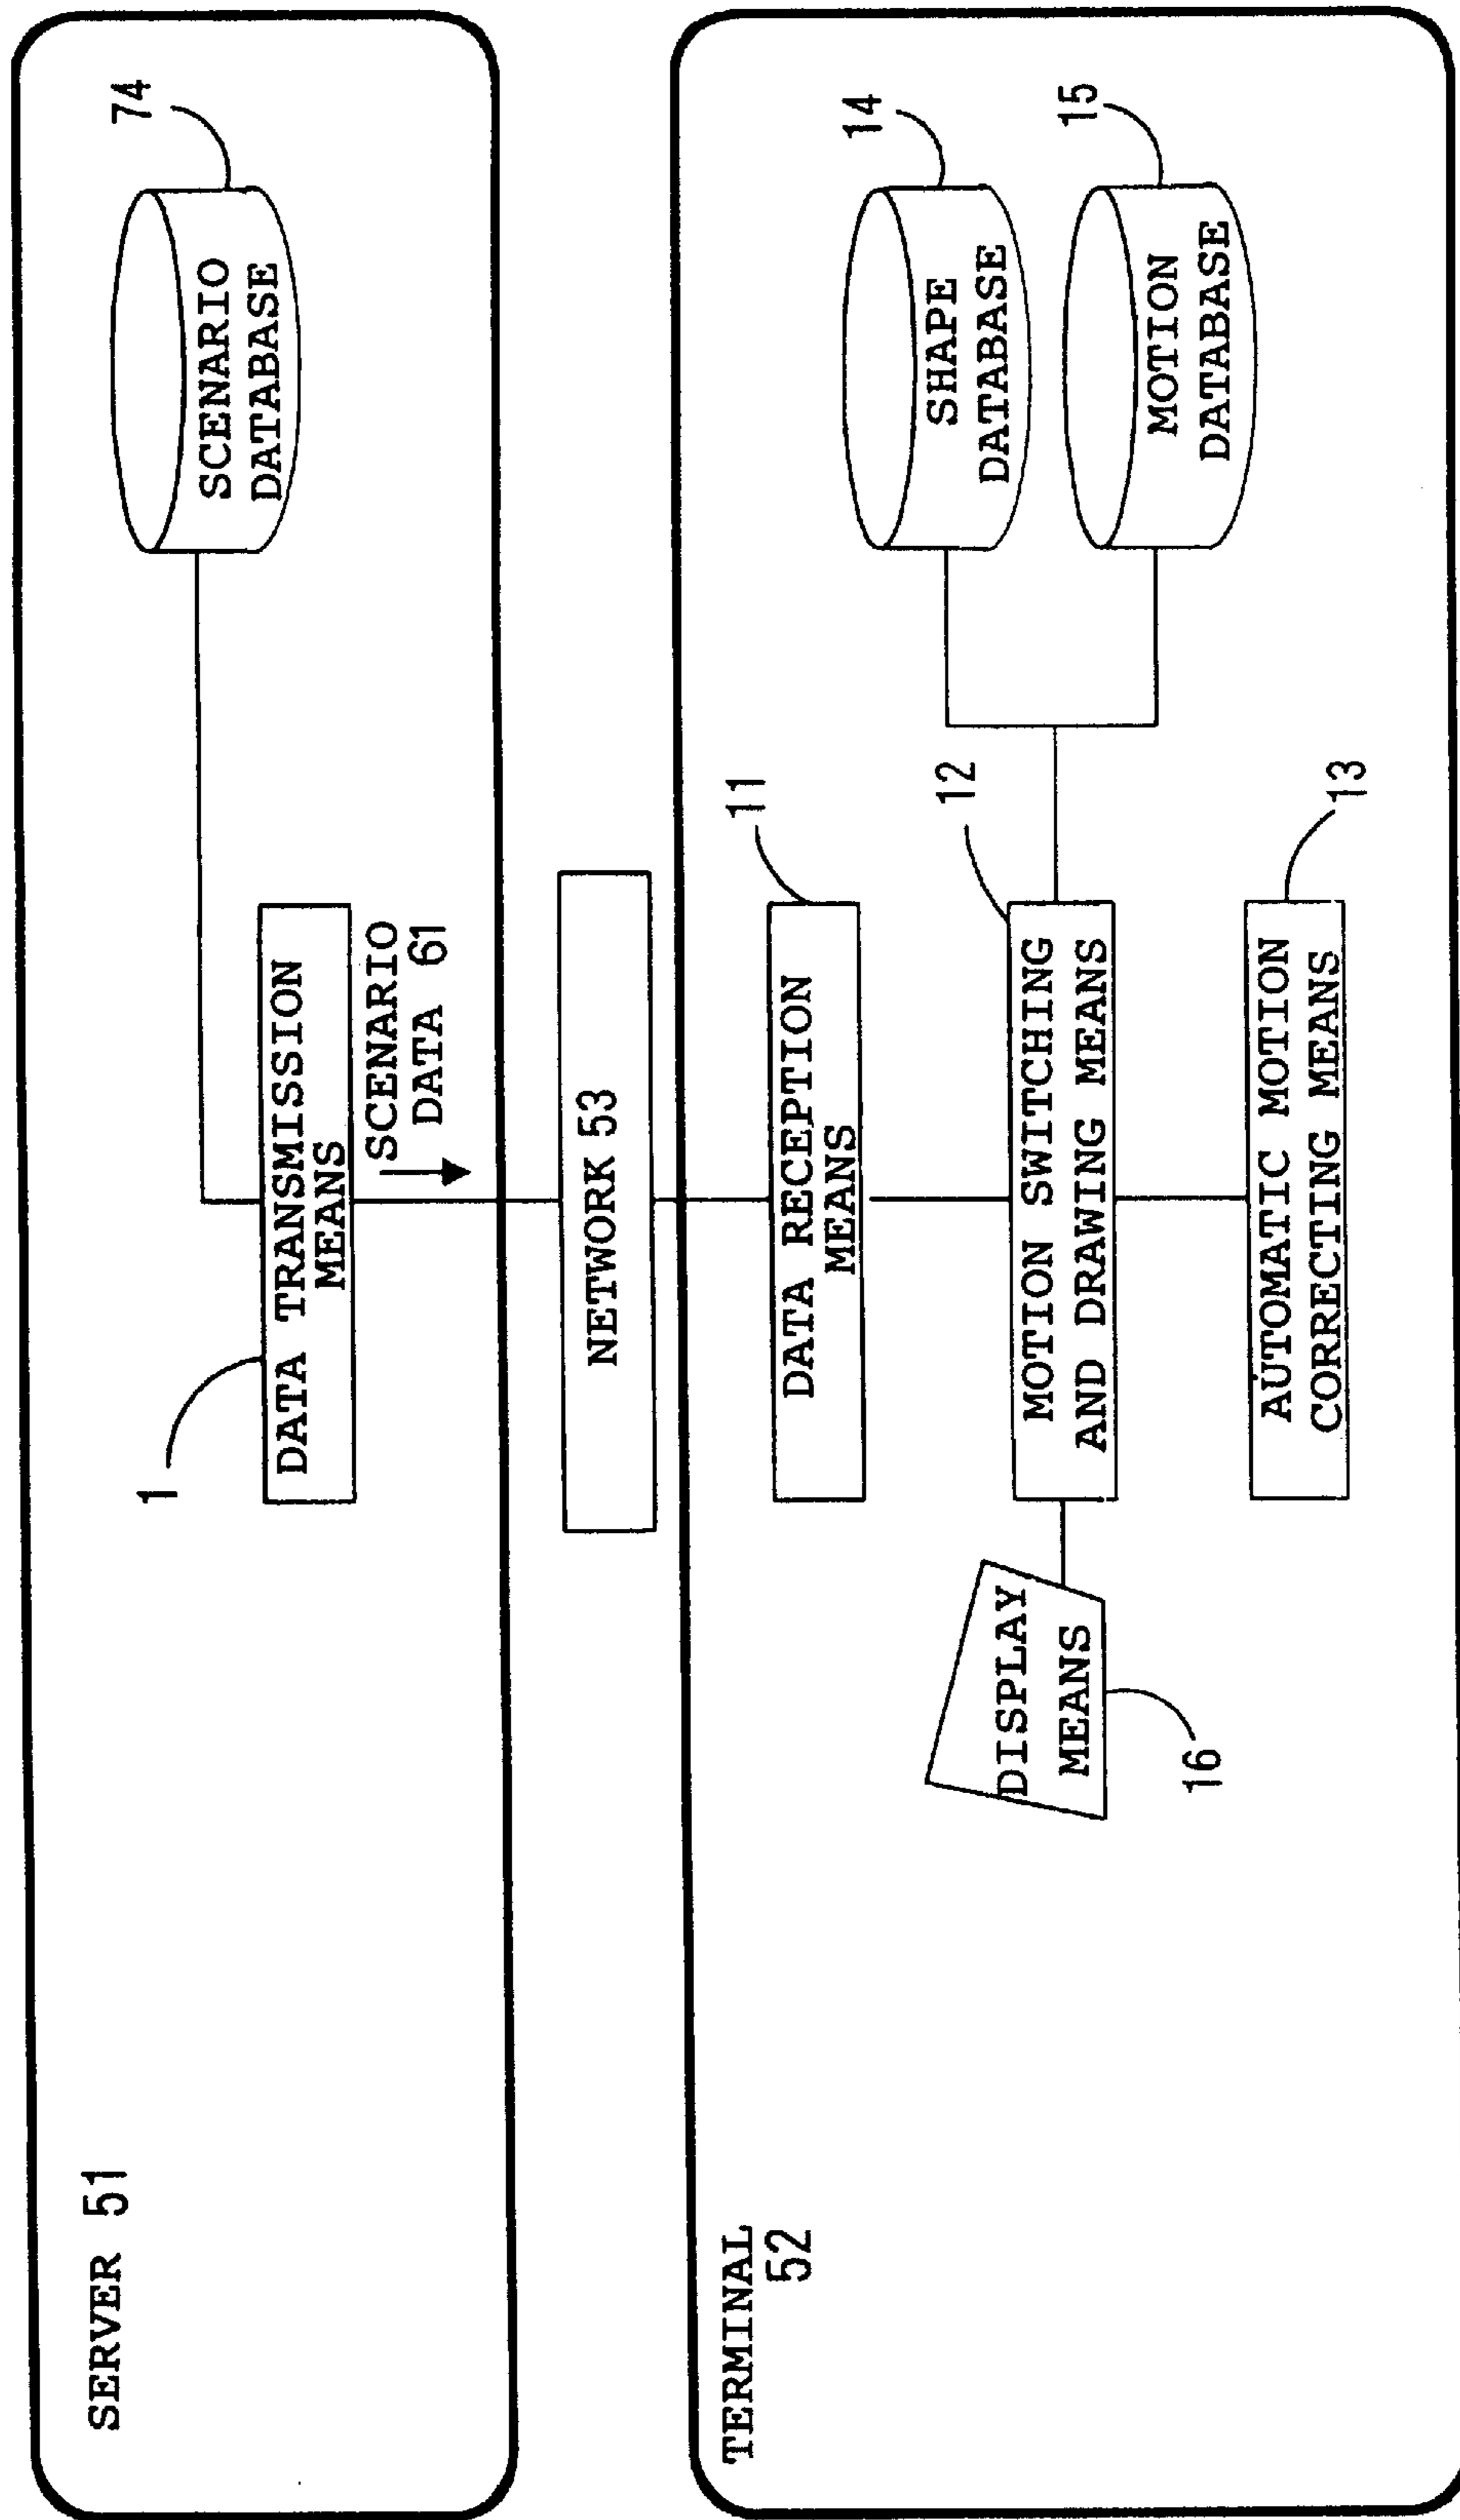 SERVER 51
1
DATA TRANSMISSION
MEANS
SCENARIO
DATA 61
SCENARIO
DATABASE
74
NETWORK 53
TERMINAL
52
DATA RECEPTION
MEANS
11
DISPLAY
MEANS
16
MOTION SWITCHING
AND DRAWING MEANS
12
SHAPE
DATABASE
14
MOTION
DATABASE
15
AUTOMATIC MOTION
CORRECTING MEANS
13